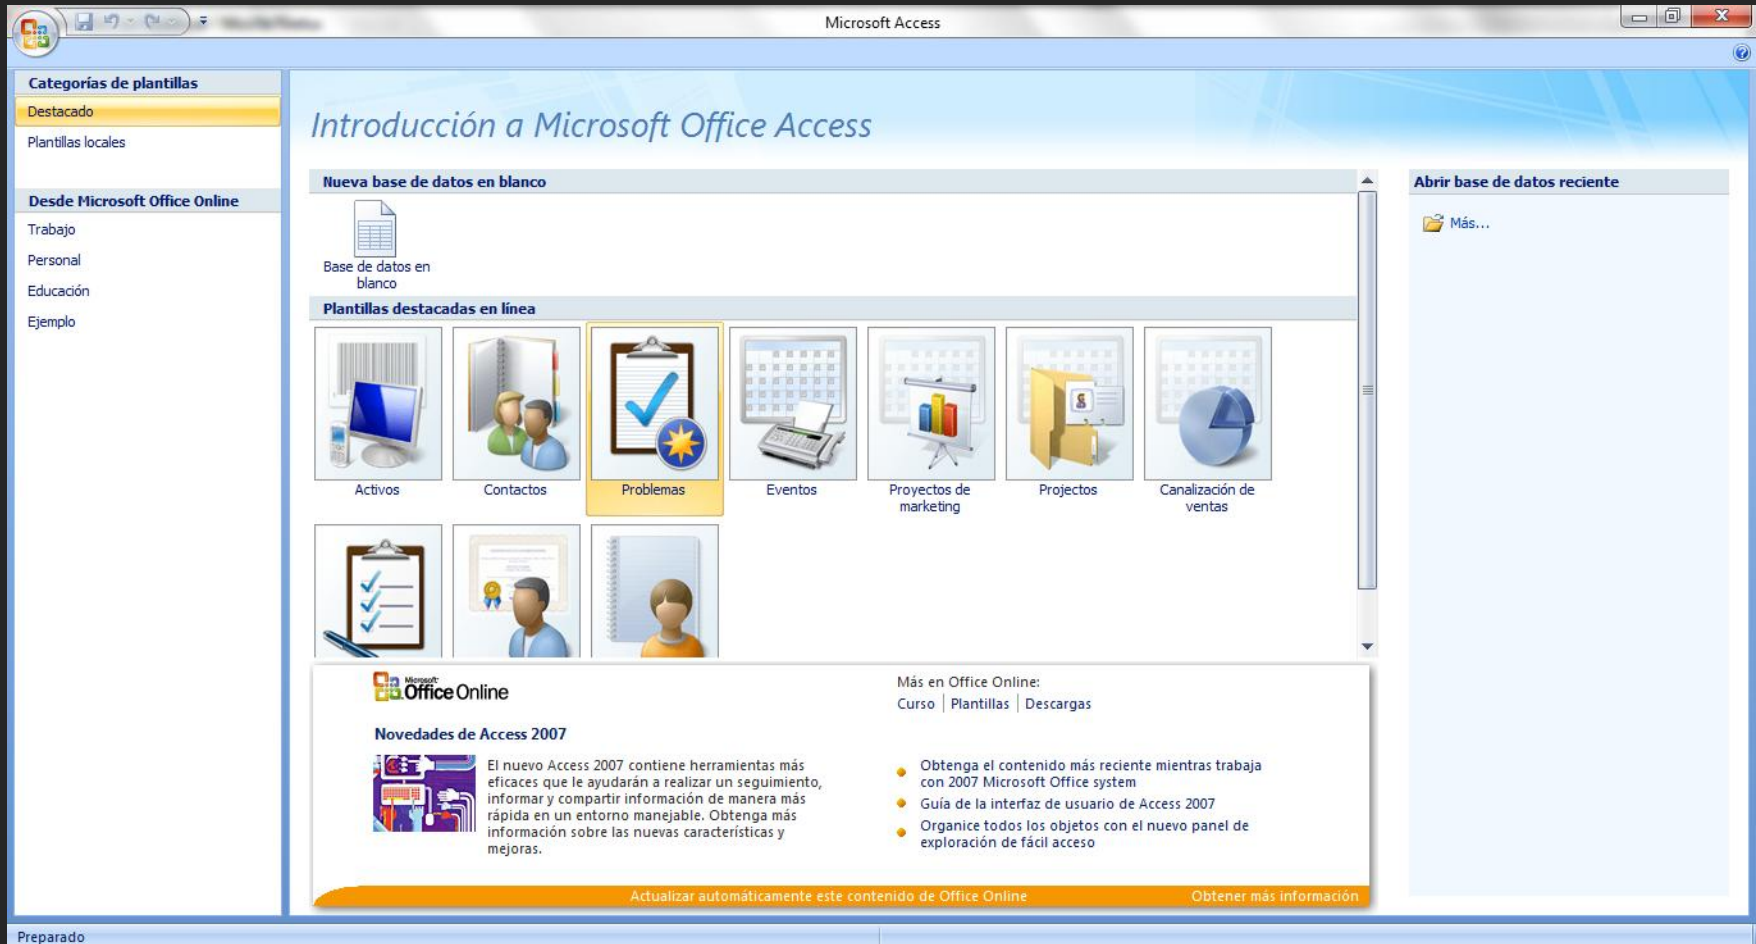 Microsoft Access
Categorías de plantillas
Destacado
Plantillas locales
Desde Microsoft Office Online
Trabajo
Personal
Educación
Ejemplo
Introducción a Microsoft Office Access
Nueva base de datos en blanco
Base de datos en
blanco
Plantillas destacadas en línea
Activos
Contactos
Problemas
Eventos
Proyectos de
marketing
Projectos
Canalización de
ventas
Abrir base de datos reciente
Más...
Microsoft
Office Online
Más en Office Online:
Curso | Plantillas | Descargas
Novedades de Access 2007
El nuevo Access 2007 contiene herramientas más
eficaces que le ayudarán a realizar un seguimiento,
informar y compartir información de manera más
rápida en un entorno manejable. Obtenga más
información sobre las nuevas características y
mejoras.
Obtenga el contenido más reciente mientras trabaja
con 2007 Microsoft Office system
Guía de la interfaz de usuario de Access 2007
Organice todos los objetos con el nuevo panel de
exploración de fácil acceso
Actualizar automáticamente este contenido de Office Online
Obtener más información
Preparado